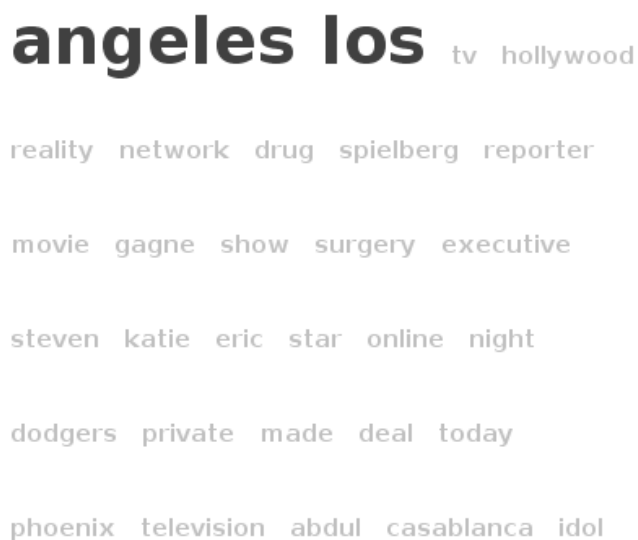 angeles los tv hollywood
reality network drug spielberg reporter
movie gagne show surgery executive
steven katie eric star online night
dodgers private made deal today
phoenix television abdul casablanca idol